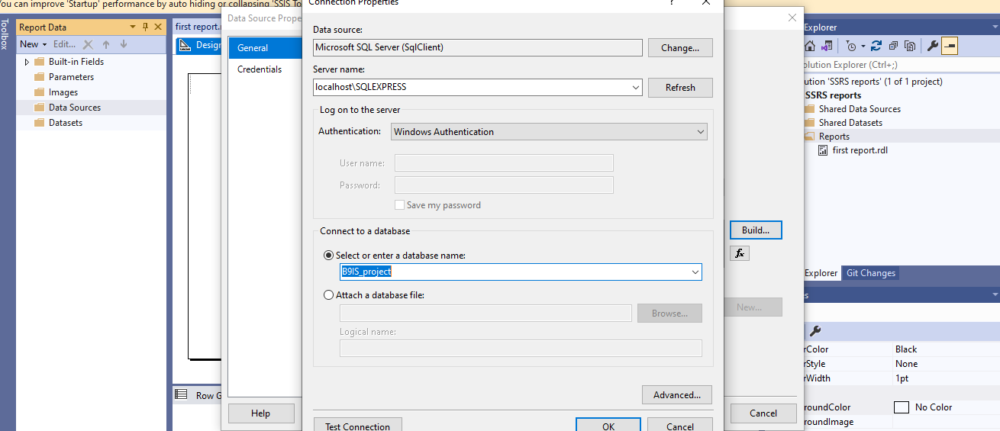 ou can improve 'Startup' performance by auto hiding or collapsing 'SSIS To
Connection Properties
?
Toolbox
Report Data
New
Edit...
Built-in Fields
Parameters
Images
Data Sources
Datasets
first report.r
Design
Row G
Data Source Prope
General
Credentials
Help
Data source:
Microsoft SQL Server (SqlClient)
Change...
Server name:
localhost\SQLEXPRESS
Refresh
Log on to the server
Authentication:
Windows Authentication
User name:
Password:
Save my password
Connect to a database
Select or enter a database name:
B9IS_project
Attach a database file:
Browse...
Logical name:
Advanced...
Test Connection
OK
Cancel
Build...
fx
New...
Cancel
Explorer
olution Explorer (Ctrl+;)
ution 'SSRS reports' (1 of 1 project)
SSRS reports
Shared Data Sources
Shared Datasets
Reports
first report.rdl
Explorer
Git Changes
es
rColor
Black
rStyle
None
rWidth
1pt
roundColor
No Color
roundImage